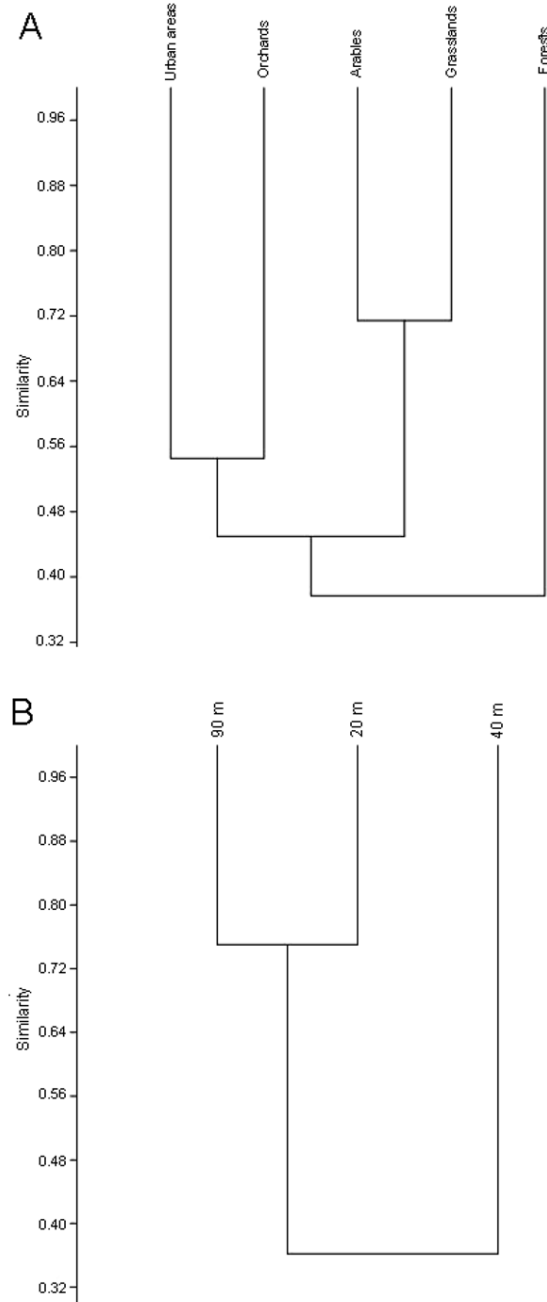 A
Urban areas
Orchards
Arables
Grasslands
Forests
0.96
0.88
0.80
0.72
0.64
0.56
0.48
0.40
0.32
Similarity
B
90 m
20 m
40 m
0.96
0.88
0.80
0.72
0.64
0.56
0.48
0.40
0.32
Similarity